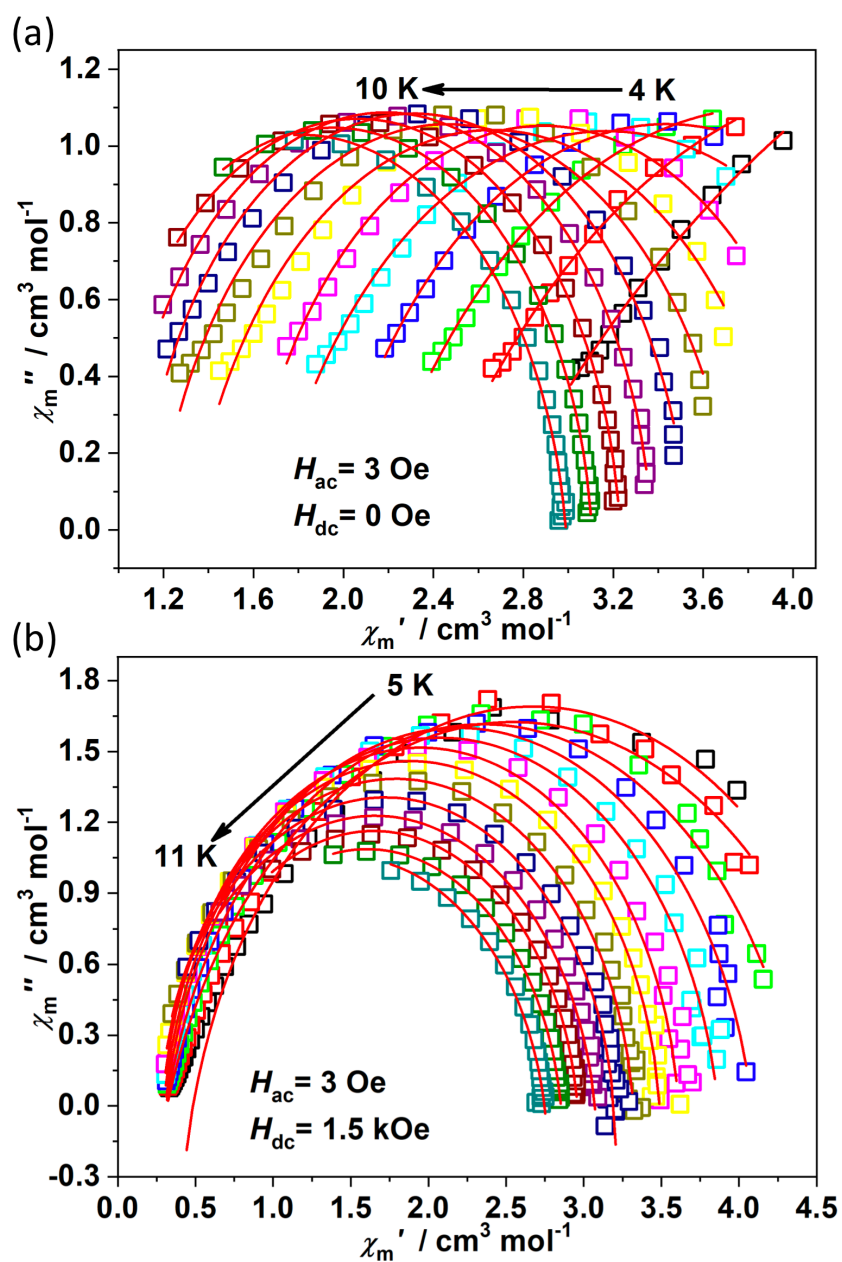 (a)
1.2
1.0
0.8
0.6
0.4
0.2
0.0
χm″ / cm³ mol⁻¹
10 K
4 K
Hac= 3 Oe
Hdc= 0 Oe
1.2 1.6 2.0 2.4 2.8 3.2 3.6 4.0
χm′ / cm³ mol⁻¹
(b)
1.8
1.5
1.2
0.9
0.6
0.3
0.0
-0.3
χm″ / cm³ mol⁻¹
5 K
11 K
Hac= 3 Oe
Hdc= 1.5 kOe
0.0 0.5 1.0 1.5 2.0 2.5 3.0 3.5 4.0 4.5
χm′ / cm³ mol⁻¹